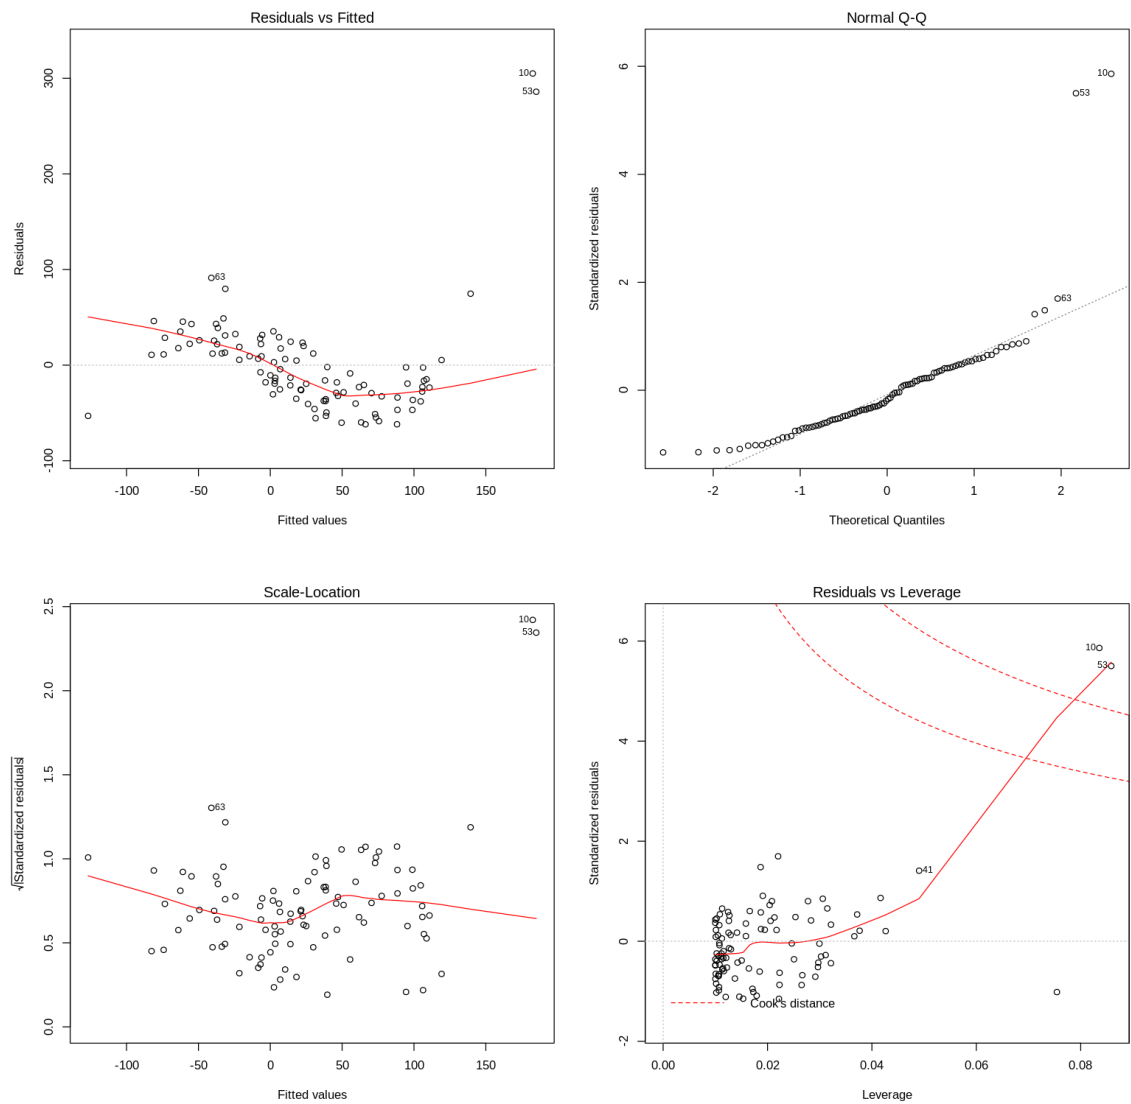 Residuals vs Fitted
300
200
100
0
-100
Residuals
10
53
63
-100 -50 0 50 100 150
Fitted values
Normal Q-Q
6
4
2
0
Standardized residuals
10
53
63
-2 -1 0 1 2
Theoretical Quantiles
Scale-Location
2.5
2.0
1.5
1.0
0.5
0.0
√|Standardized residuals|
10
53
63
-100 -50 0 50 100 150
Fitted values
Residuals vs Leverage
6
4
2
0
-2
Standardized residuals
10
53
41
Cook's distance
0.00 0.02 0.04 0.06 0.08
Leverage